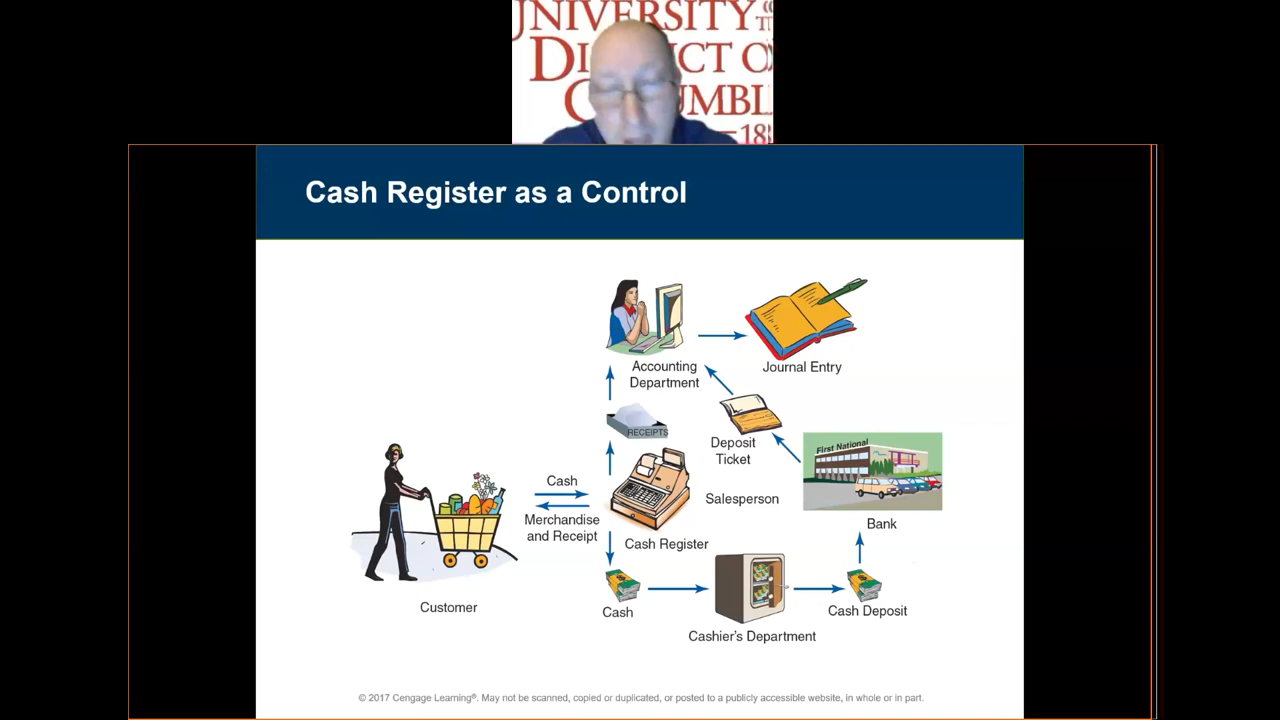 UNIVERSITY
DISTRICT O
COLUMBI
18
Cash Register as a Control
Accounting
Department
Journal Entry
RECEIPTS
Deposit
Ticket
First National
Cash
Salesperson
Merchandise
and Receipt
Bank
Cash Register
Customer
Cash
Cash Deposit
Cashier's Department
© 2017 Cengage Learning®. May not be scanned, copied or duplicated, or posted to a publicly accessible website, in whole or in part.